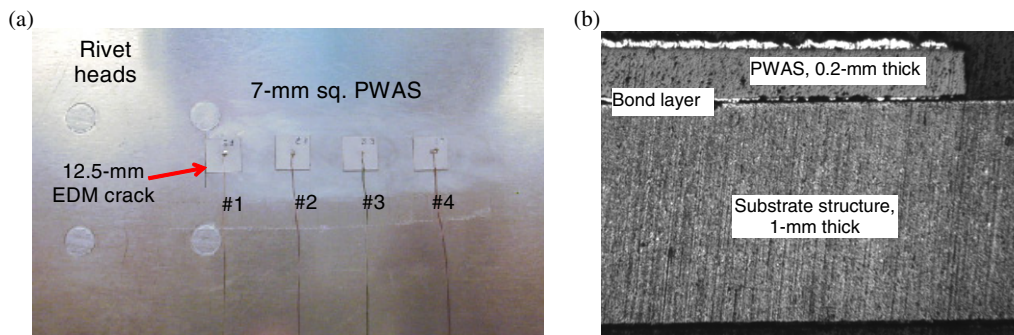 (a)
Rivet
heads
7-mm sq. PWAS
12.5-mm
EDM crack
#1
#2
#3
#4
(b)
PWAS, 0.2-mm thick
Bond layer
Substrate structure,
1-mm thick